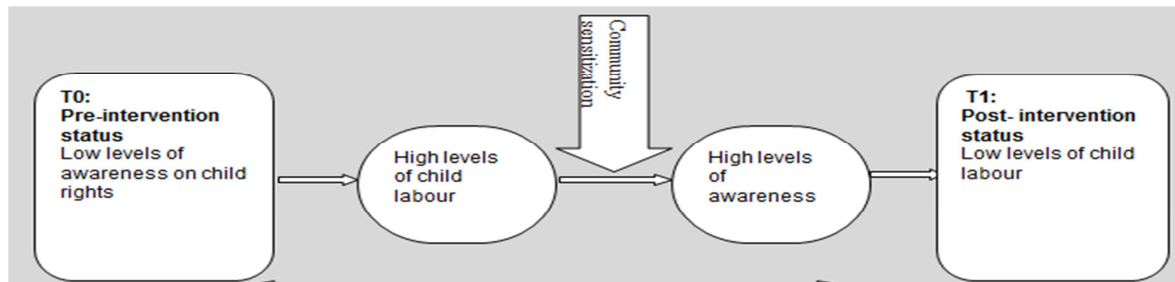 T0:
Pre-intervention
status
Low levels of
awareness on child
rights
High levels
of child
labour
Community
sensitization
High levels
of
awareness
T1:
Post- intervention
status
Low levels of child
labour